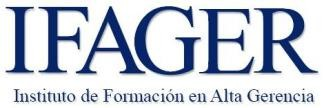 IFAGER
Instituto de Formación en Alta Gerencia